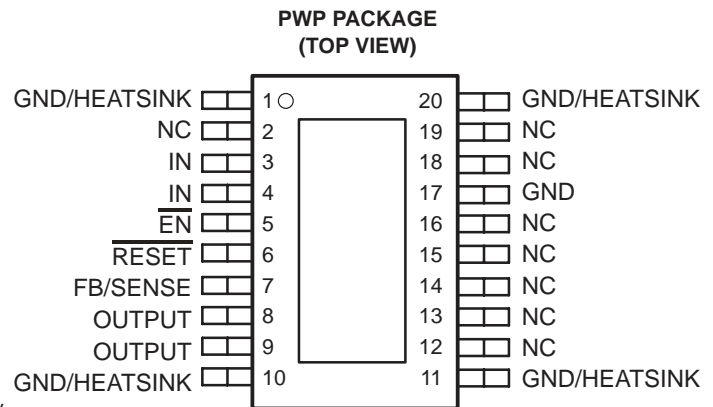 PWP PACKAGE
(TOP VIEW)
GND/HEATSINK 1 20 GND/HEATSINK
NC 2 19 NC
IN 3 18 NC
IN 4 17 GND
EN 5 16 NC
RESET 6 15 NC
FB/SENSE 7 14 NC
OUTPUT 8 13 NC
OUTPUT 9 12 NC
GND/HEATSINK 10 11 GND/HEATSINK